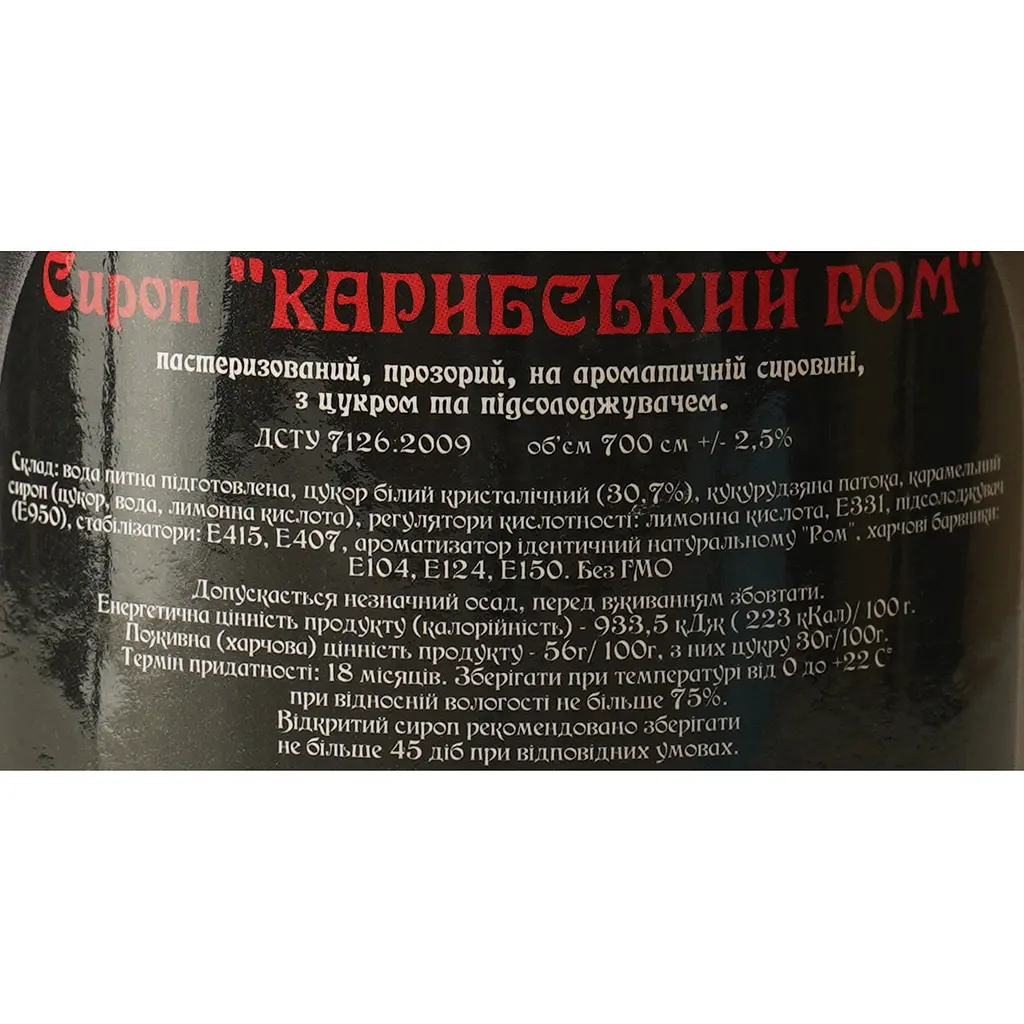 Сироп "КАРИБСЬКИЙ РОМ"
пастеризований, прозорий, на ароматичній сировині,
з цукром та підсолоджувачем.
ДСТУ 7126:2009 об'єм 700 см +/- 2,5%
Склад: вода питна підготовлена, цукор білий кристалічний (30,7%), кукурудзяна патока, карамельний
сироп (цукор, вода, лимонна кислота), регулятори кислотності: лимонна кислота, Е331, підсолоджувач
(Е950), стабілізатори: Е415, Е407, ароматизатор ідентичний натуральному "Ром", харчові барвники:
Е104, Е124, Е150. Без ГМО
Допускається незначний осад, перед вживанням збовтати.
Енергетична цінність продукту (калорійність) - 933,5 кДж ( 223 кКал)/ 100 г.
Поживна (харчова) цінність продукту - 56г/ 100г, з них цукру 30г/100г.
Термін придатності: 18 місяців. Зберігати при температурі від 0 до +22 С°
при відносній вологості не більше 75%.
Відкритий сироп рекомендовано зберігати
не більше 45 діб при відповідних умовах.